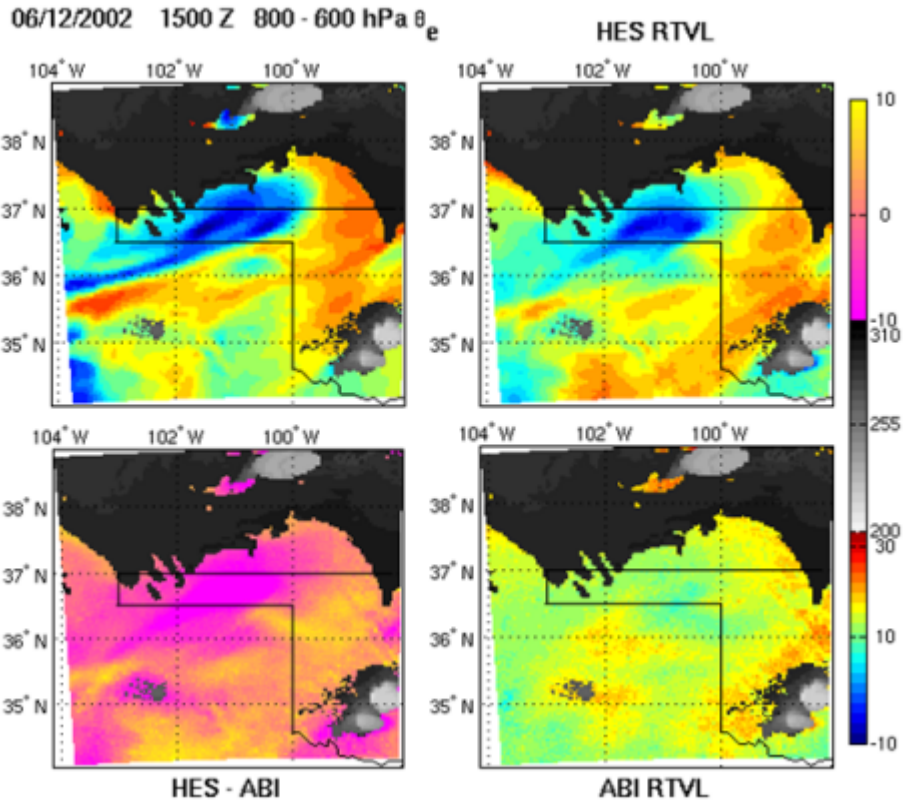 06/12/2002 1500 Z 800 - 600 hPa θe
HES RTVL
104° W 102° W 100° W
104° W 102° W 100° W
38° N
37° N
36° N
35° N
38° N
37° N
36° N
35° N
10
0
-10
310
255
200
30
10
-10
104° W 102° W 100° W
104° W 102° W 100° W
38° N
37° N
36° N
35° N
38° N
37° N
36° N
35° N
HES - ABI
ABI RTVL